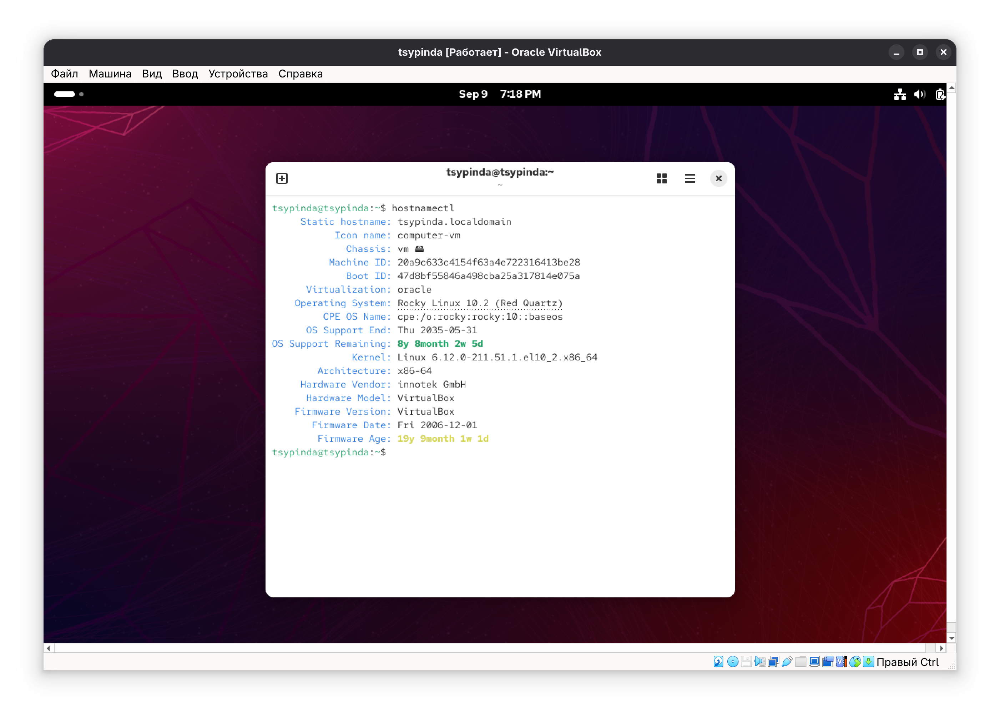 tsypinda [Работает] - Oracle VirtualBox
Файл Машина Вид Ввод Устройства Справка
Sep 9 7:18 PM
tsypinda@tsypinda:~
~
tsypinda@tsypinda:~$ hostnamectl
Static hostname: tsypinda.localdomain
Icon name: computer-vm
Chassis: vm 🖴
Machine ID: 20a9c633c4154f63a4e722316413be28
Boot ID: 47d8bf55846a498cba25a317814e075a
Virtualization: oracle
Operating System: Rocky Linux 10.2 (Red Quartz)
CPE OS Name: cpe:/o:rocky:rocky:10::baseos
OS Support End: Thu 2035-05-31
OS Support Remaining: 8y 8month 2w 5d
Kernel: Linux 6.12.0-211.51.1.el10_2.x86_64
Architecture: x86-64
Hardware Vendor: innotek GmbH
Hardware Model: VirtualBox
Firmware Version: VirtualBox
Firmware Date: Fri 2006-12-01
Firmware Age: 19y 9month 1w 1d
tsypinda@tsypinda:~$
Правый Ctrl